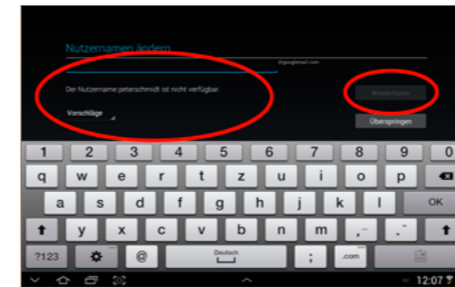 Nutzernamen ändern
@googlemail.com
Der Nutzername peterschmidt ist nicht verfügbar.
Wiederholen
Vorschläge
Überspringen
1 2 3 4 5 6 7 8 9 0
q w e r t z u i o p
a s d f g h j k l OK
y x c v b n m ,- .-
?123 @ Deutsch ; .com
12:07